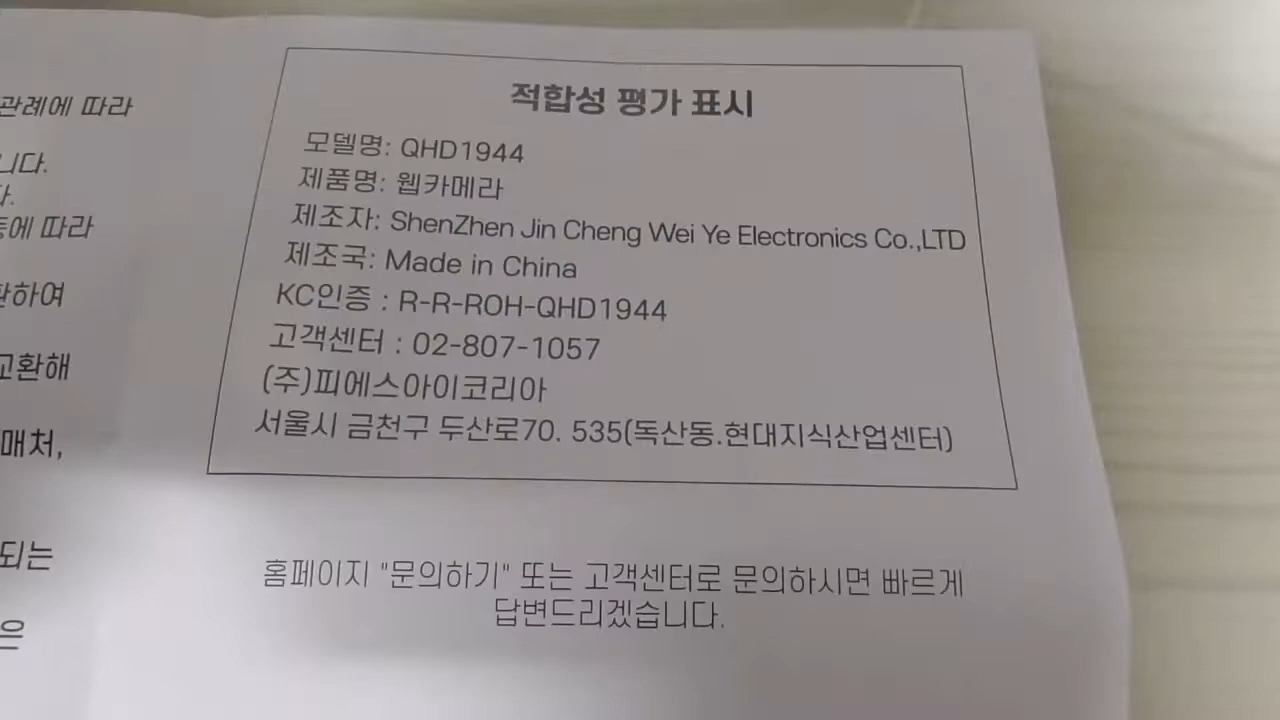 관례에 따라
니다.
다.
등에 따라
환하여
교환해
매처,
되는
은
적합성 평가 표시
모델명: QHD1944
제품명: 웹카메라
제조자: ShenZhen Jin Cheng Wei Ye Electronics Co.,LTD
제조국: Made in China
KC인증 : R-R-ROH-QHD1944
고객센터 : 02-807-1057
(주)피에스아이코리아
서울시 금천구 두산로70. 535(독산동.현대지식산업센터)
홈페이지 "문의하기" 또는 고객센터로 문의하시면 빠르게
답변드리겠습니다.